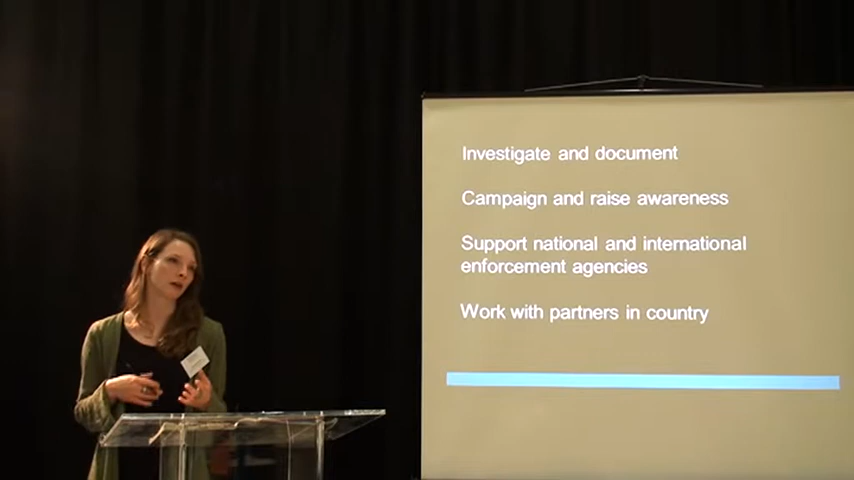 Investigate and document
Campaign and raise awareness
Support national and international
enforcement agencies
Work with partners in country